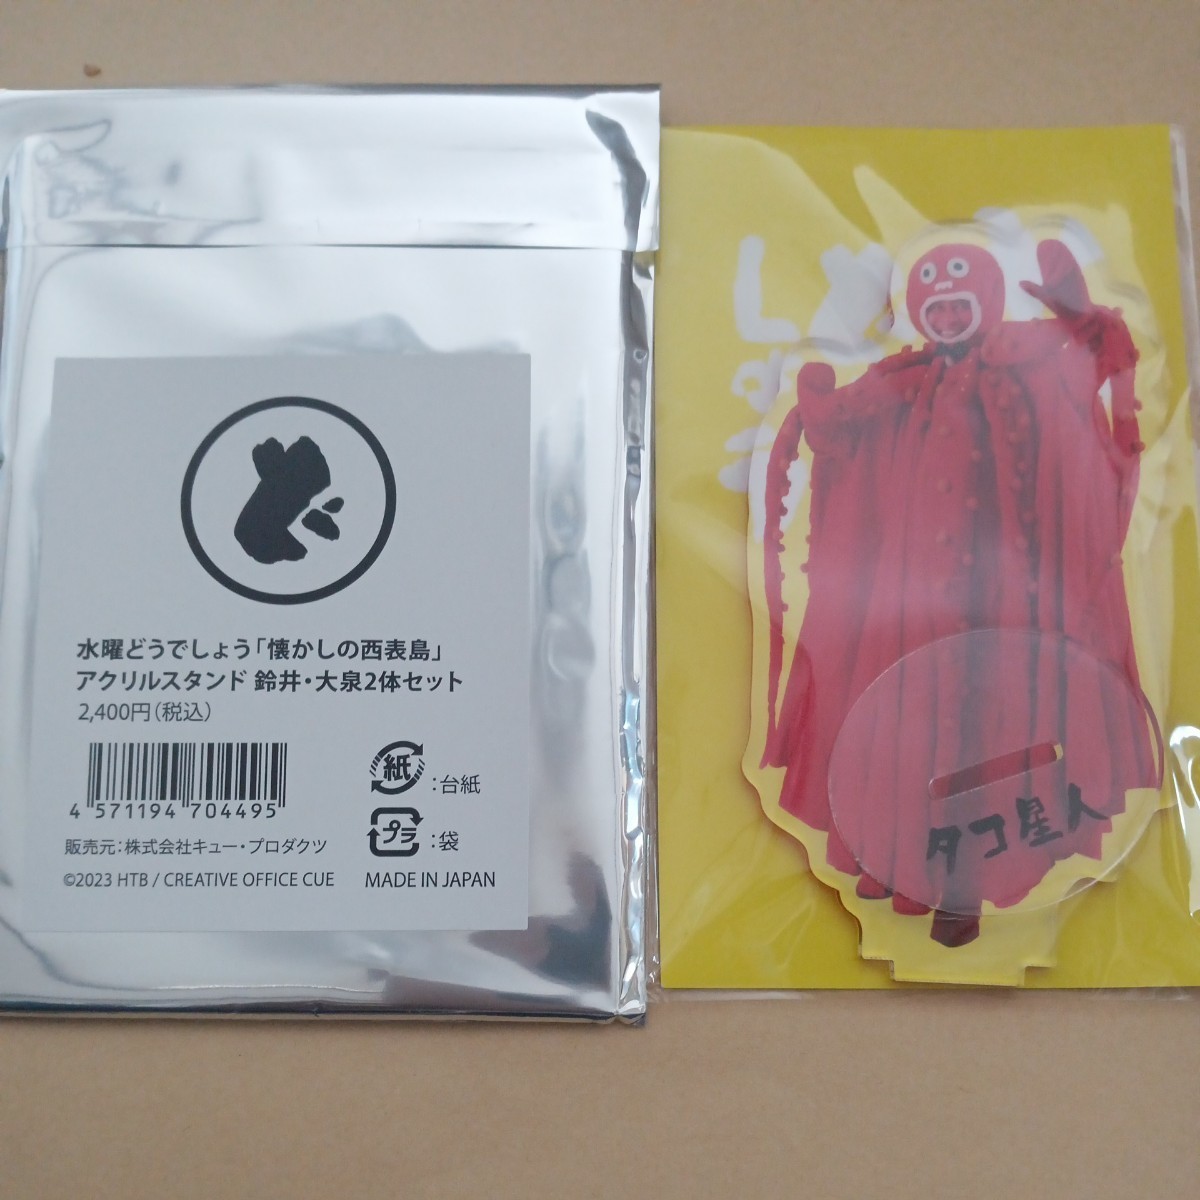 ど
水曜どうでしょう「懐かしの西表島」
アクリルスタンド 鈴井・大泉2体セット
2,400円(税込)
4 571194 704495
紙:台紙
プラ:袋
販売元:株式会社キュー・プロダクツ
©2023 HTB / CREATIVE OFFICE CUE
MADE IN JAPAN
タコ星人